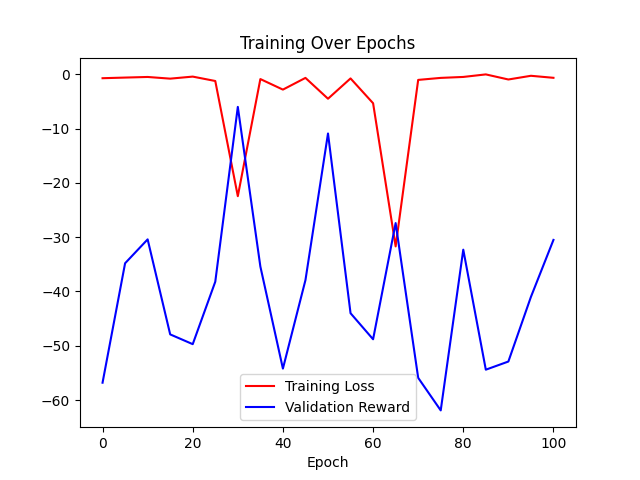 Training Over Epochs
0
−10
−20
−30
−40
−50
−60
Training Loss
Validation Reward
0 20 40 60 80 100
Epoch